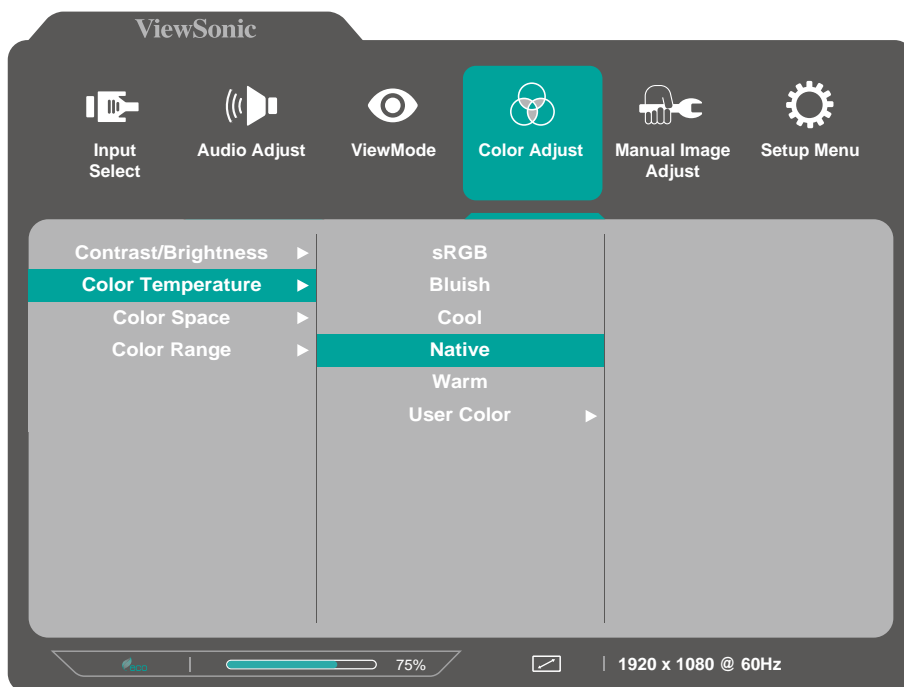 ViewSonic
Input
Select
Audio Adjust
ViewMode
Color Adjust
Manual Image
Adjust
Setup Menu
Contrast/Brightness ►
Color Temperature ►
Color Space ►
Color Range ►
sRGB
Bluish
Cool
Native
Warm
User Color ►
eco
75%
1920 x 1080 @ 60Hz